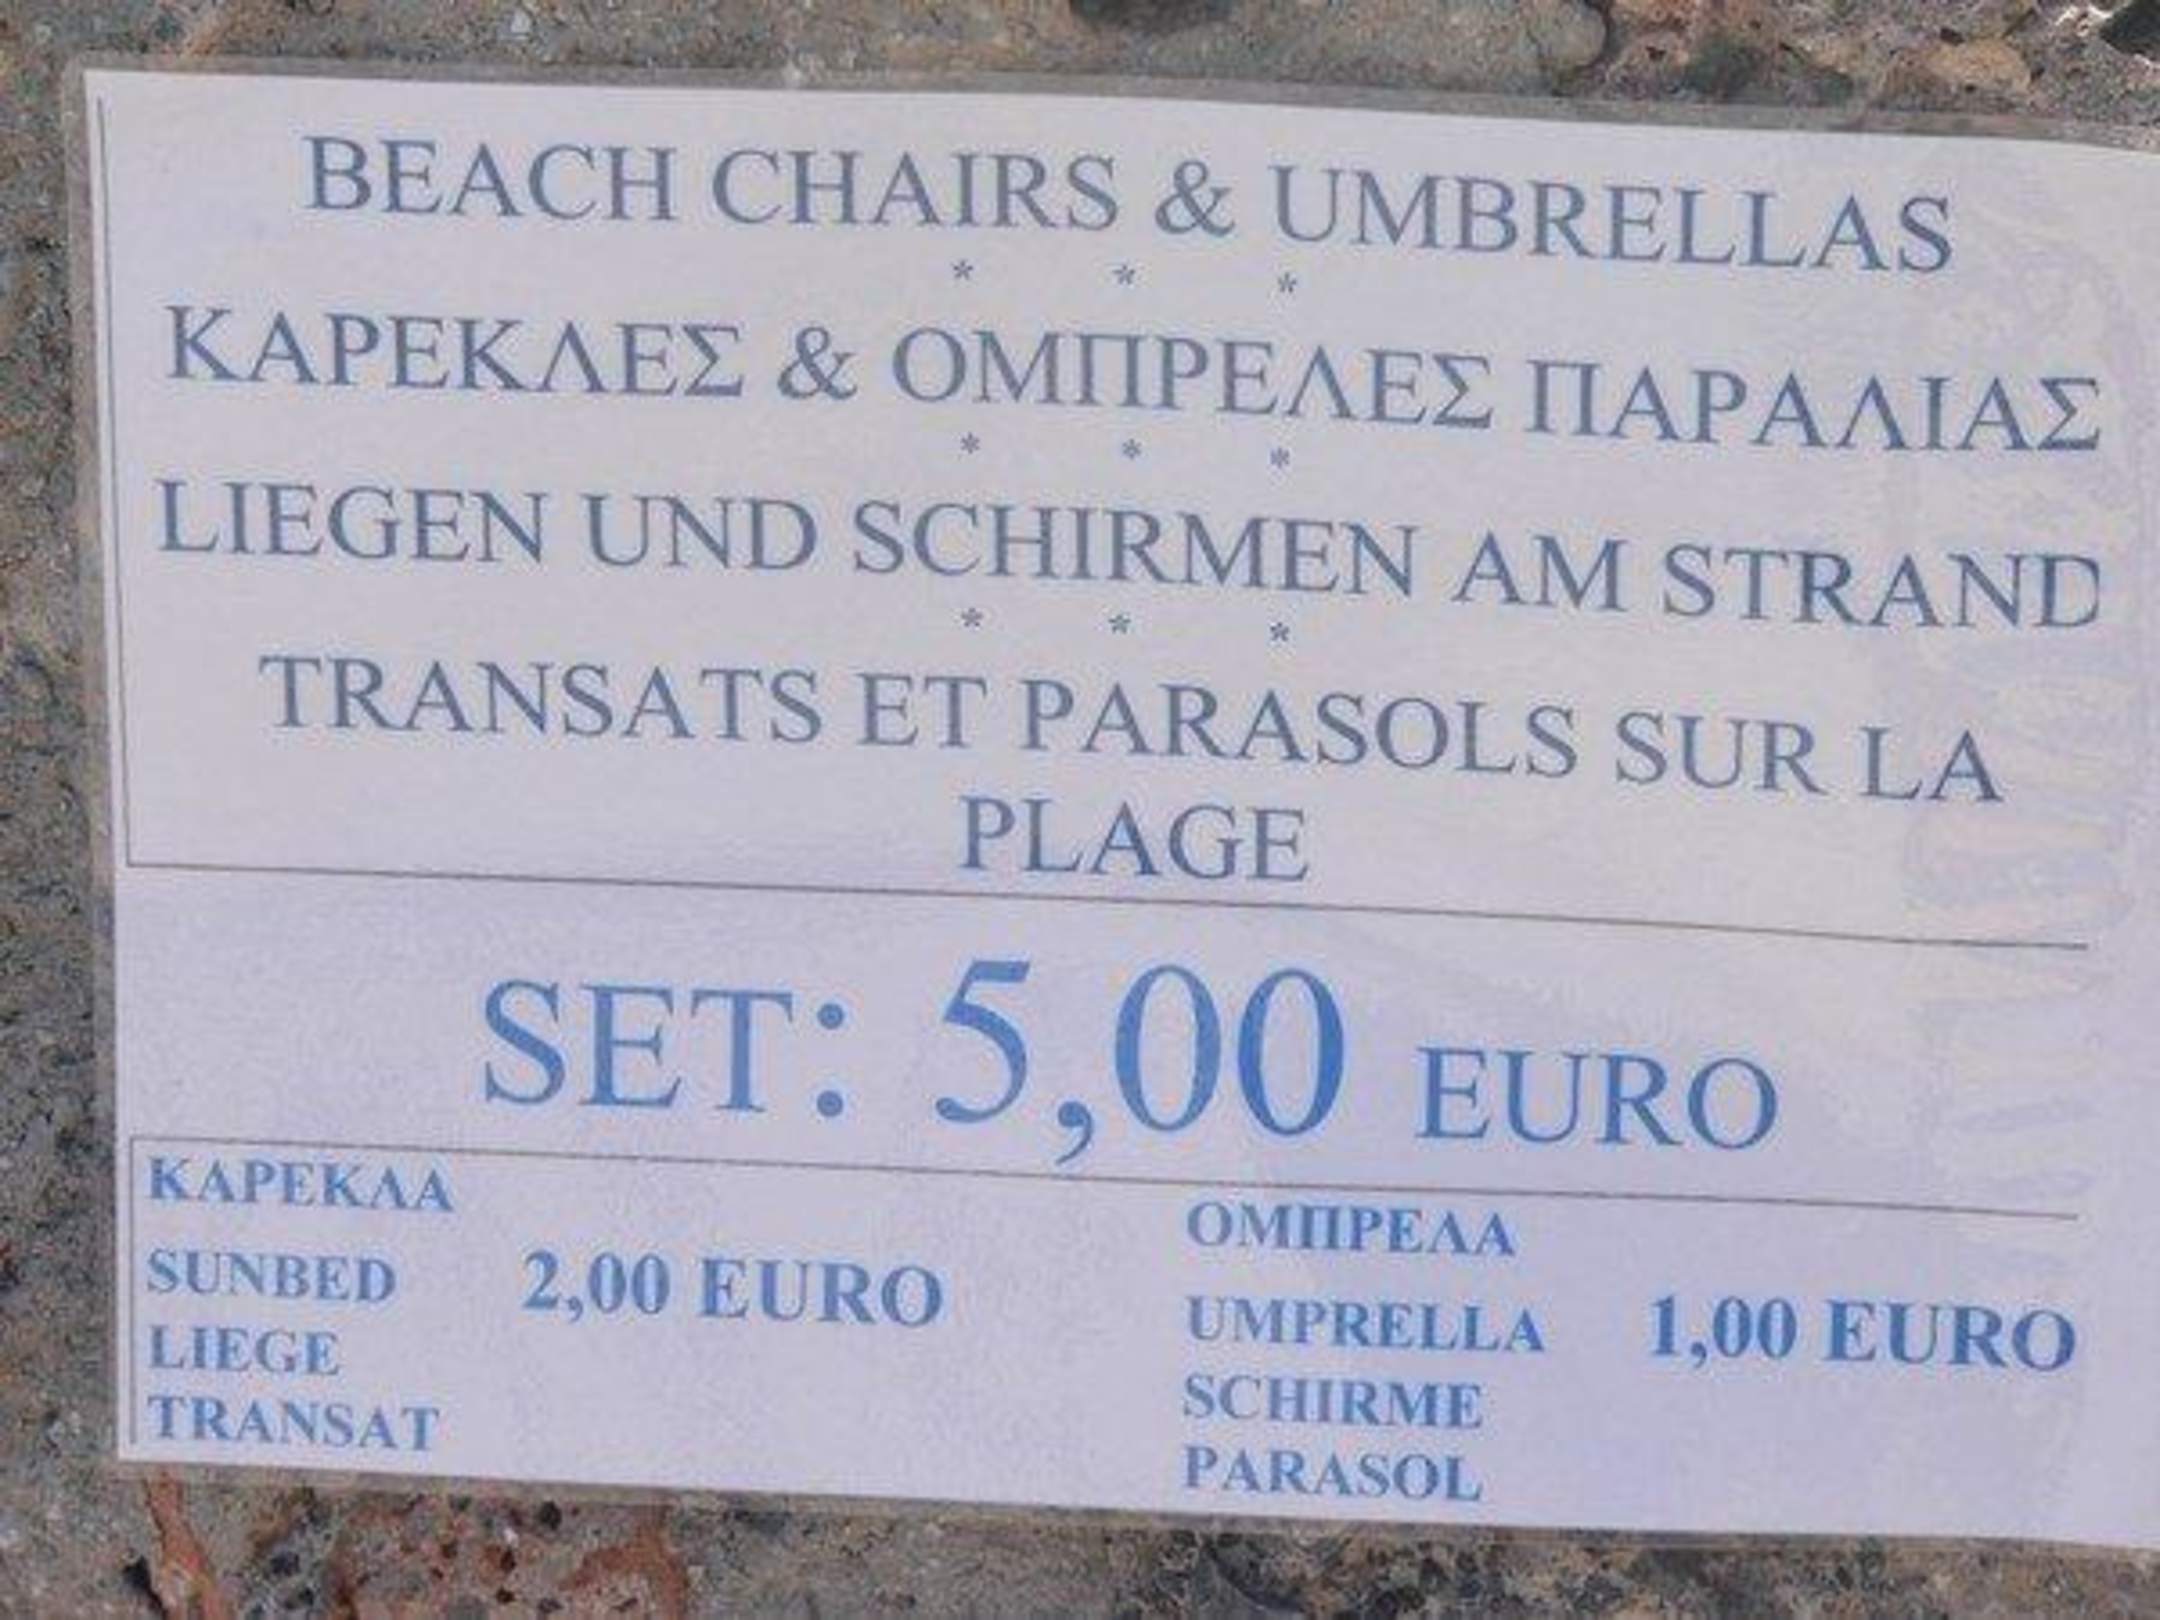 BEACH CHAIRS & UMBRELLAS
* * *
ΚΑΡΕΚΛΕΣ & ΟΜΠΡΕΛΕΣ ΠΑΡΑΛΙΑΣ
* * *
LIEGEN UND SCHIRMEN AM STRAND
* * *
TRANSATS ET PARASOLS SUR LA
PLAGE
SET: 5,00 EURO
ΚΑΡΕΚΛΑ
SUNBED 2,00 EURO
LIEGE
TRANSAT
ΟΜΠΡΕΛΑ
UMPRELLA 1,00 EURO
SCHIRME
PARASOL